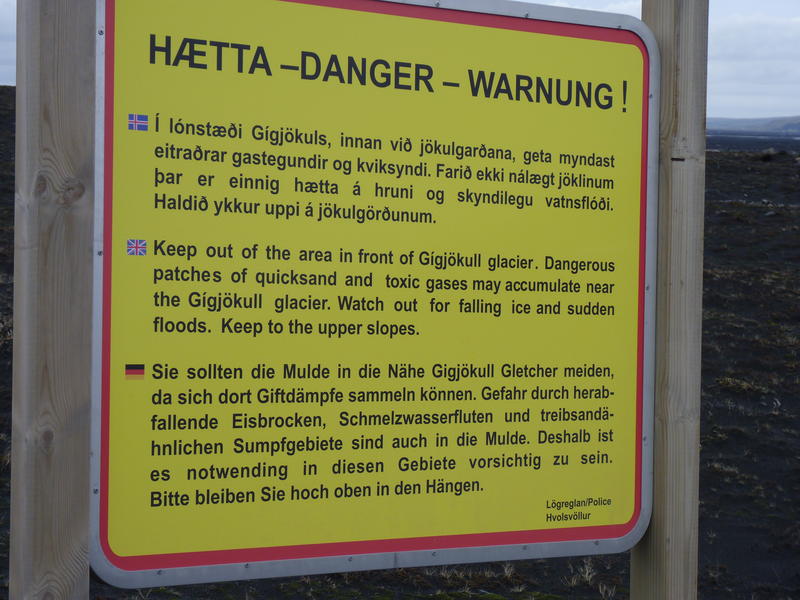 HÆTTA –DANGER – WARNUNG !
Í lónstæði Gígjökuls, innan við jökulgarðana, geta myndast
eitraðrar gastegundir og kviksyndi. Farið ekki nálægt jöklinum
þar er einnig hætta á hruni og skyndilegu vatnsflóði.
Haldið ykkur uppi á jökulgörðunum.
Keep out of the area in front of Gígjökull glacier. Dangerous
patches of quicksand and toxic gases may accumulate near
the Gígjökull glacier. Watch out for falling ice and sudden
floods. Keep to the upper slopes.
Sie sollten die Mulde in die Nähe Gigjökull Gletcher meiden,
da sich dort Giftdämpfe sammeln können. Gefahr durch herab-
fallende Eisbrocken, Schmelzwasserfluten und treibsandä-
hnlichen Sumpfgebiete sind auch in die Mulde. Deshalb ist
es notwending in diesen Gebiete vorsichtig zu sein.
Bitte bleiben Sie hoch oben in den Hängen.
Lögreglan/Police
Hvolsvöllur